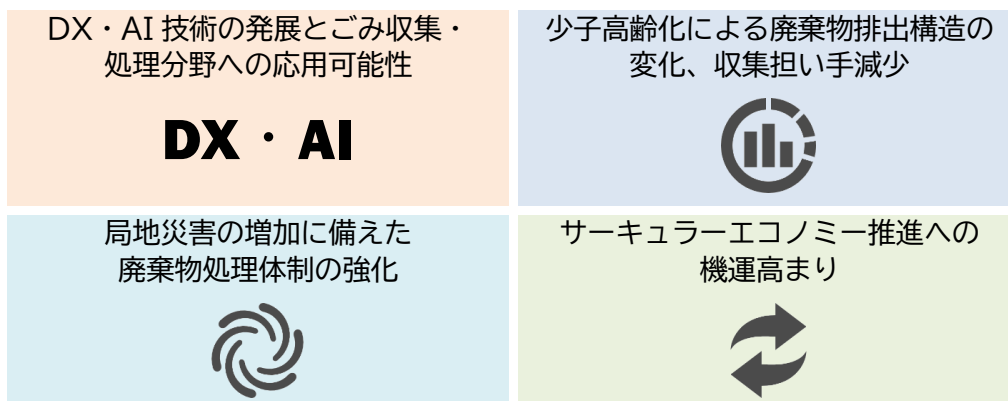 DX・AI 技術の発展とごみ収集・
処理分野への応用可能性
DX・AI
少子高齢化による廃棄物排出構造の
変化、収集担い手減少
局地災害の増加に備えた
廃棄物処理体制の強化
サーキュラーエコノミー推進への
機運高まり